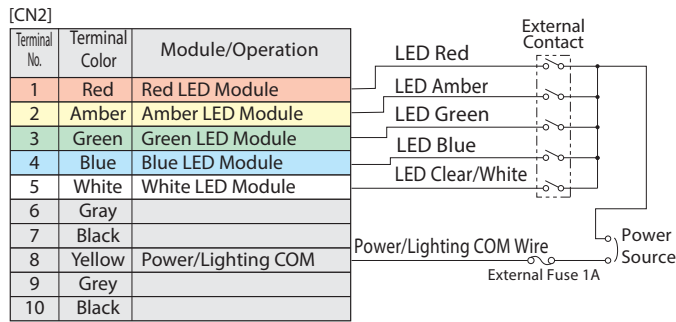 [CN2]
Terminal No. Terminal Color Module/Operation
1 Red Red LED Module
2 Amber Amber LED Module
3 Green Green LED Module
4 Blue Blue LED Module
5 White White LED Module
6 Gray
7 Black
8 Yellow Power/Lighting COM
9 Grey
10 Black
External
Contact
LED Red
LED Amber
LED Green
LED Blue
LED Clear/White
Power/Lighting COM Wire
External Fuse 1A
Power
Source